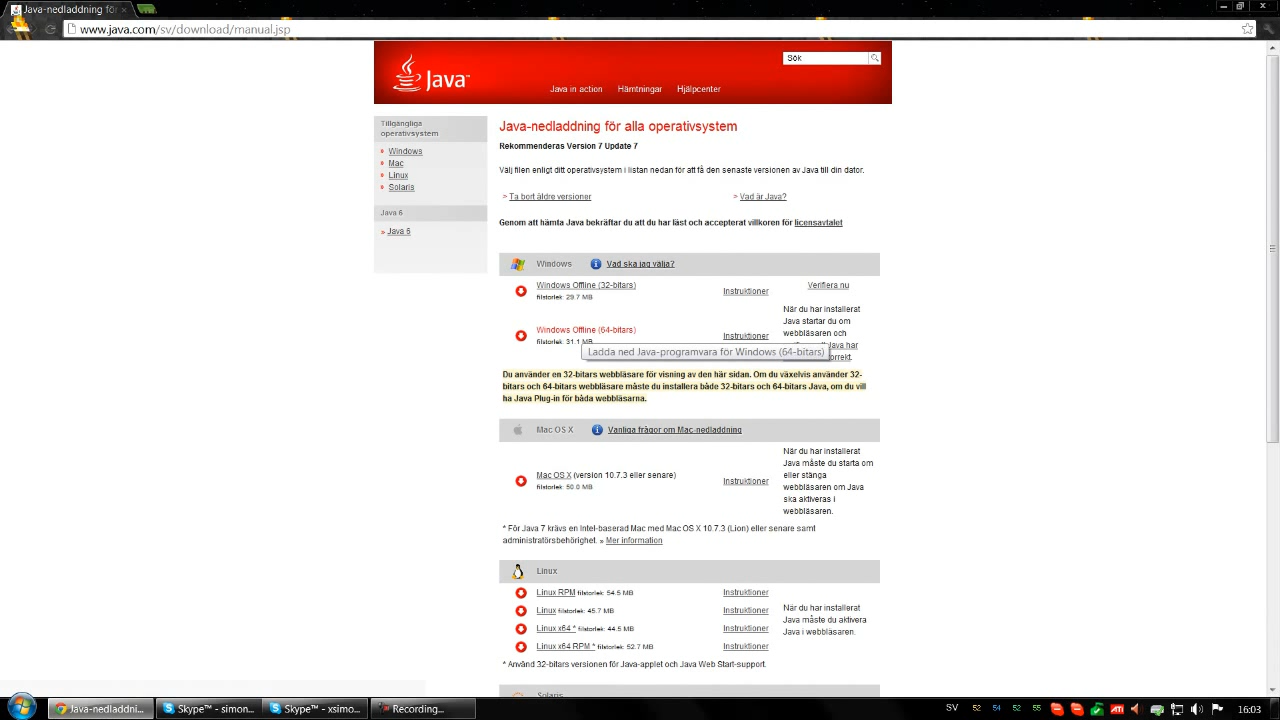 Java-nedladdning för
www.java.com/sv/download/manual.jsp
Java
Sök
Java in action Hämtningar Hjälpcenter
Tillgängliga
operativsystem
» Windows
» Mac
» Linux
» Solaris
Java 6
» Java 6
Java-nedladdning för alla operativsystem
Rekommenderas Version 7 Update 7
Välj filen enligt ditt operativsystem i listan nedan för att få den senaste versionen av Java till din dator.
> Ta bort äldre versioner > Vad är Java?
Genom att hämta Java bekräftar du att du har läst och accepterat villkoren för licensavtalet
Windows Vad ska jag välja?
Windows Offline (32-bitars)
filstorlek: 29.7 MB
Instruktioner
Verifiera nu
När du har installerat
Java startar du om
webbläsaren och
Java har
Windows Offline (64-bitars)
filstorlek: 31.1 MB
Instruktioner
Ladda ned Java-programvara för Windows (64-bitars)
Du använder en 32-bitars webbläsare för visning av den här sidan. Om du växelvis använder 32-
bitars och 64-bitars webbläsare måste du installera både 32-bitars och 64-bitars Java, om du vill
ha Java Plug-in för båda webbläsarna.
Mac OS X Vanliga frågor om Mac-nedladdning
Mac OS X (version 10.7.3 eller senare)
filstorlek: 50.0 MB
Instruktioner
När du har installerat
Java måste du starta om
eller stänga
webbläsaren om Java
ska aktiveras i
webbläsaren.
* För Java 7 krävs en Intel-baserad Mac med Mac OS X 10.7.3 (Lion) eller senare samt
administratörsbehörighet. » Mer information
Linux
Linux RPM filstorlek: 54.5 MB Instruktioner
Linux filstorlek: 45.7 MB Instruktioner
Linux x64 * filstorlek: 44.5 MB Instruktioner
Linux x64 RPM * filstorlek: 52.7 MB Instruktioner
När du har installerat
Java måste du aktivera
Java i webbläsaren.
* Använd 32-bitars versionen för Java-applet och Java Web Start-support.
Solaris
Java-nedladdni... Skype™ - simon... Skype™ - xsimo... Recording... SV 52 54 52 55 ATI 16:03